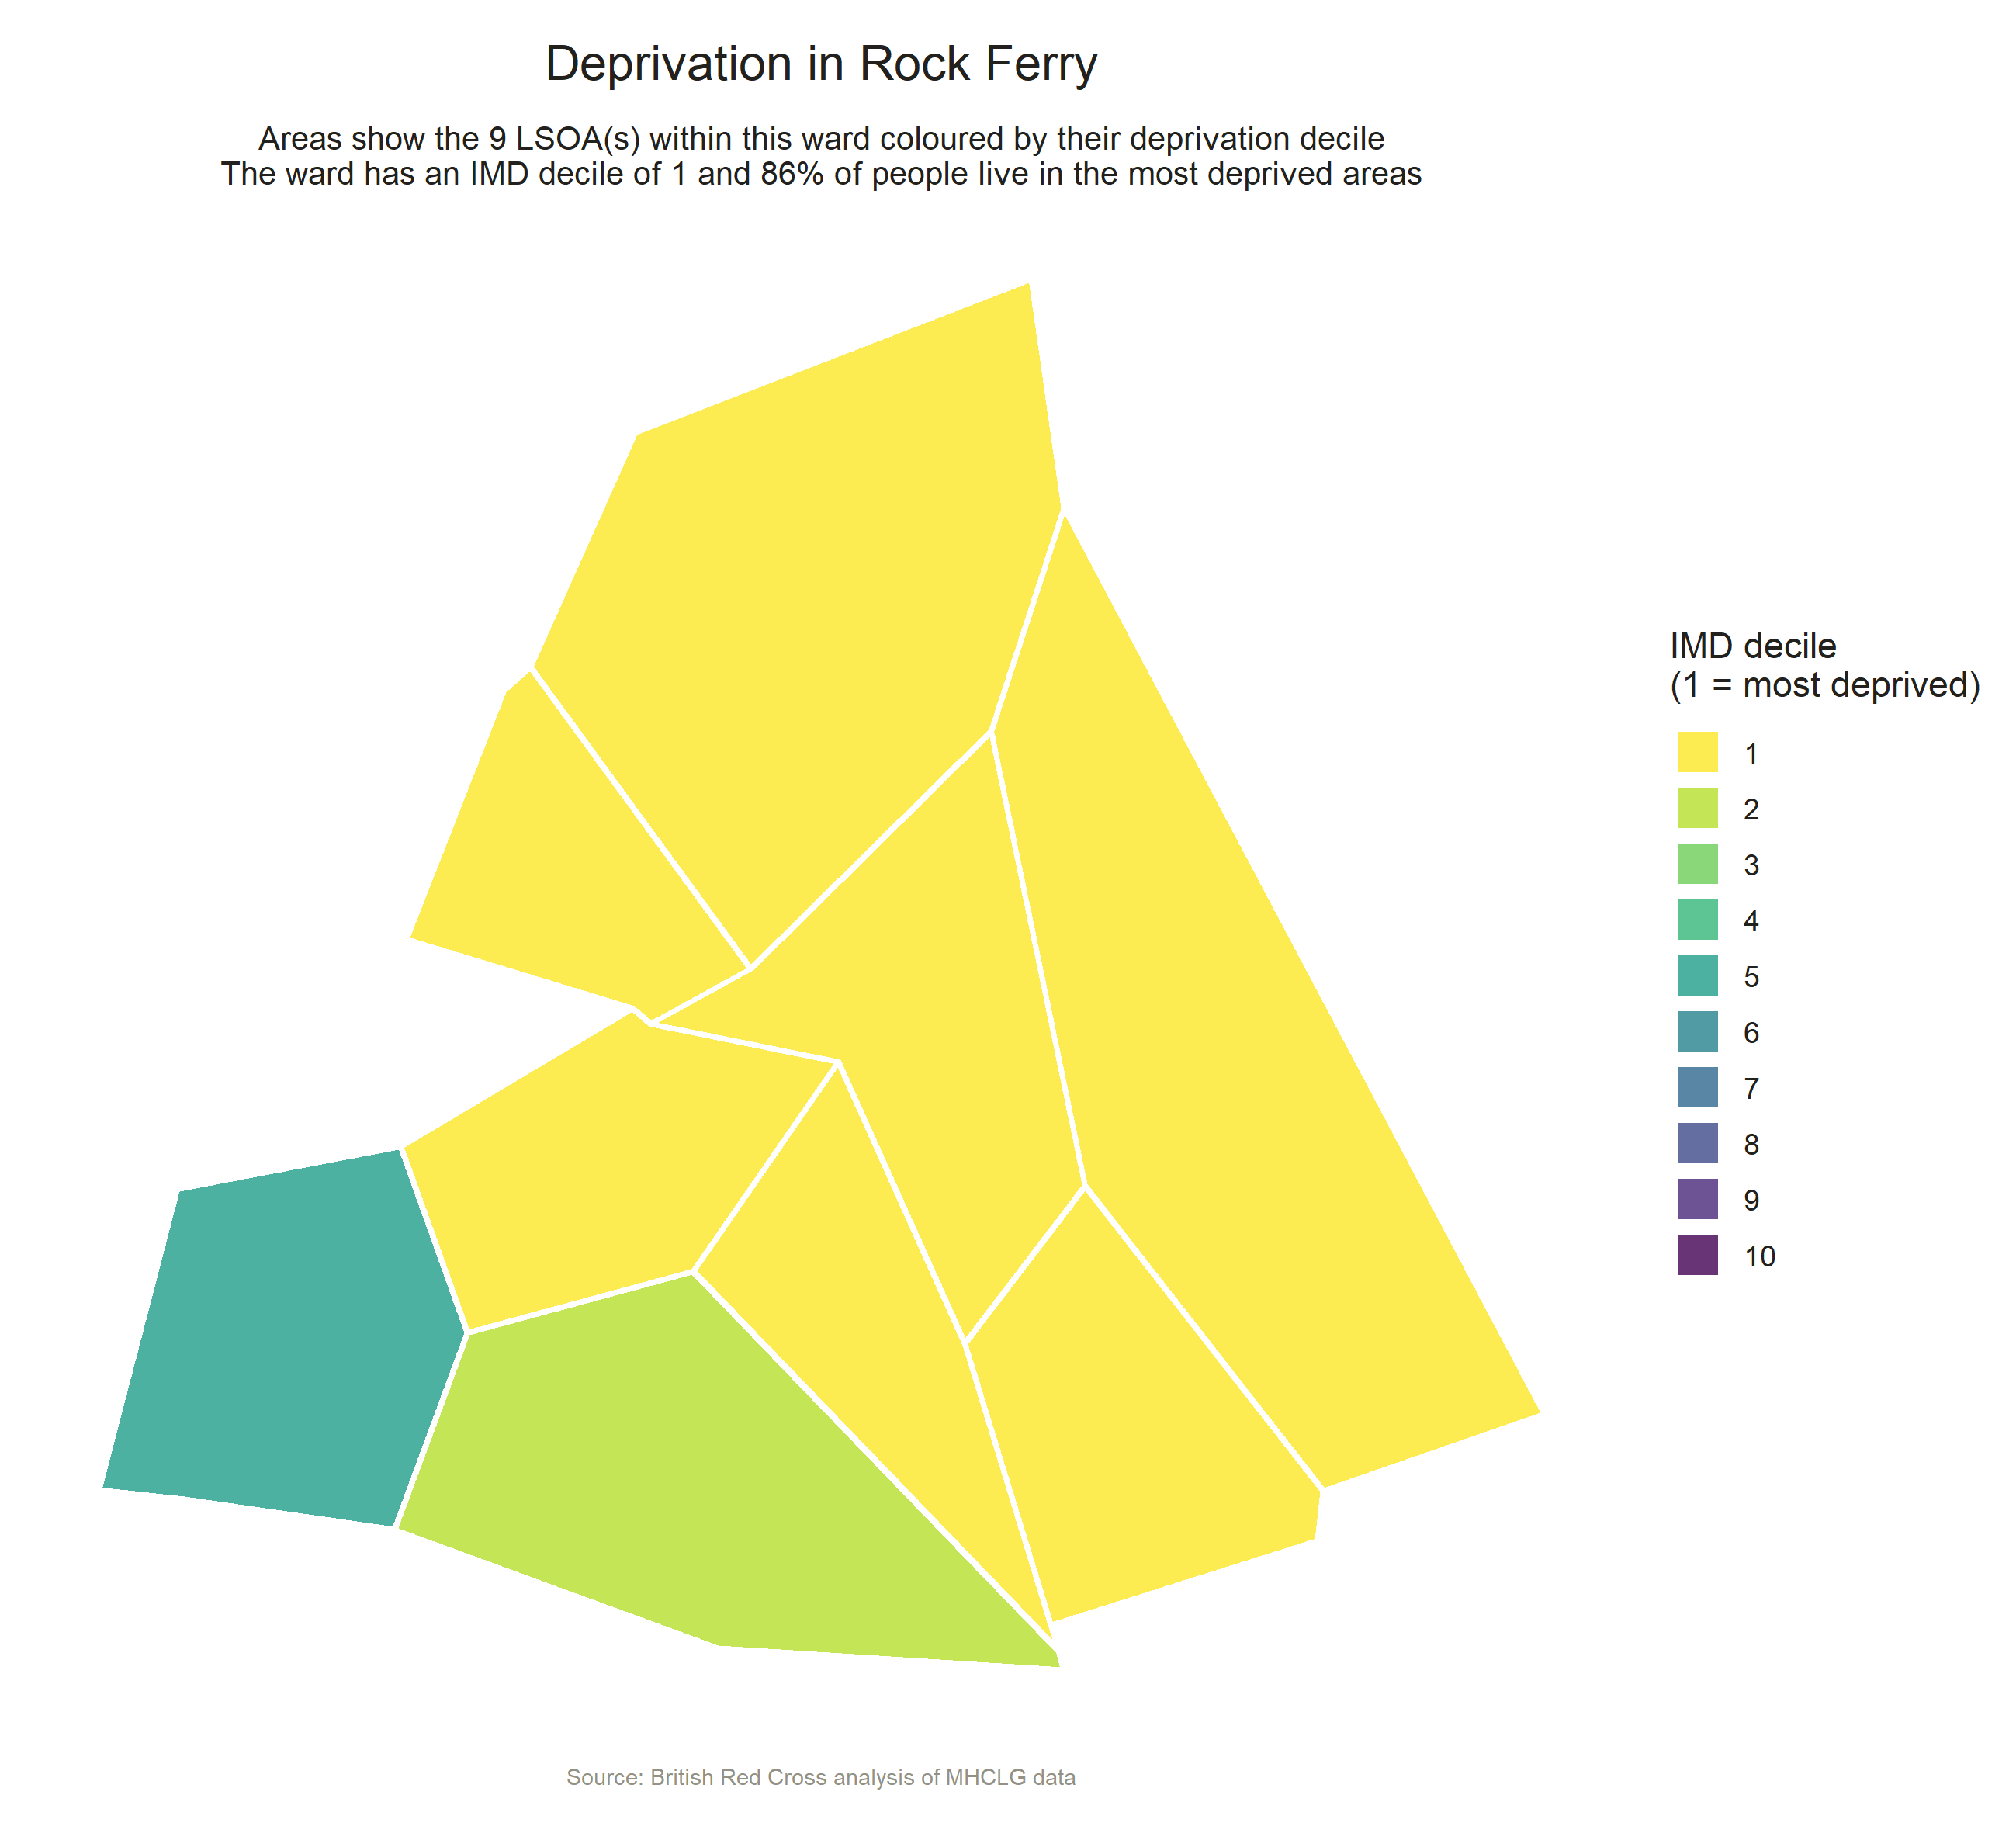 Deprivation in Rock Ferry
Areas show the 9 LSOA(s) within this ward coloured by their deprivation decile
The ward has an IMD decile of 1 and 86% of people live in the most deprived areas
IMD decile
(1 = most deprived)
1
2
3
4
5
6
7
8
9
10
Source: British Red Cross analysis of MHCLG data